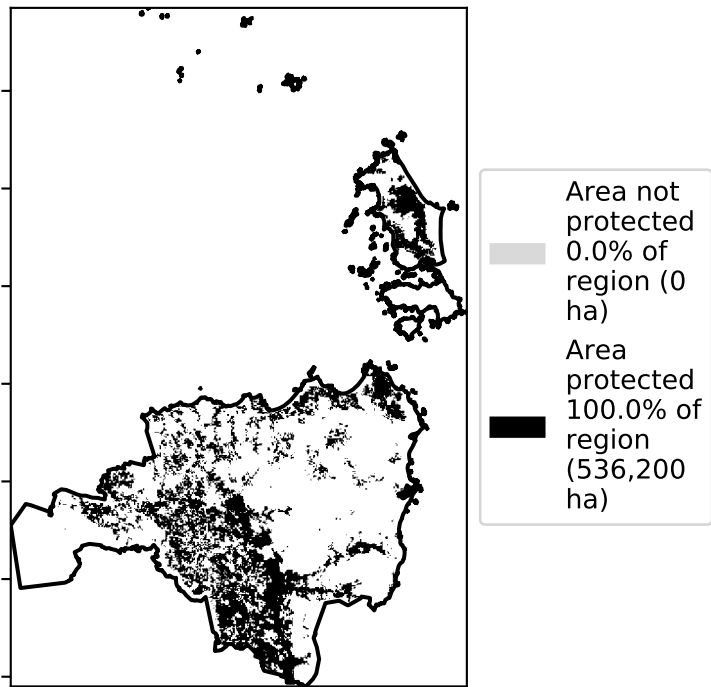 Area not
protected
0.0% of
region (0
ha)
Area
protected
100.0% of
region
(536,200
ha)